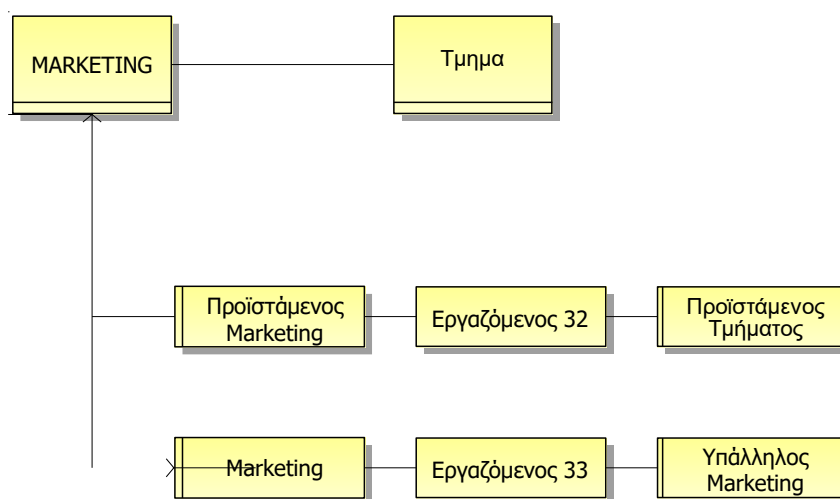 MARKETING
Τμημα
Προϊστάμενος
Marketing
Εργαζόμενος 32
Προϊστάμενος
Τμήματος
Marketing
Εργαζόμενος 33
Υπάλληλος
Marketing